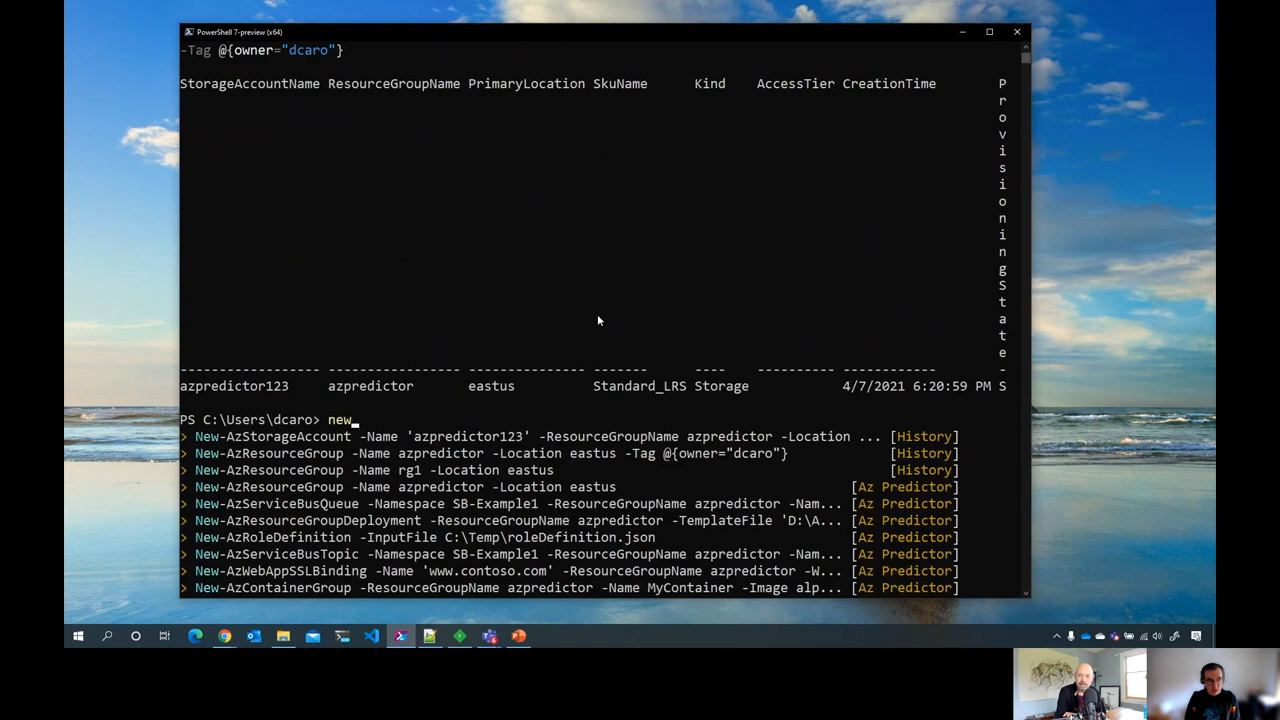 PowerShell 7-preview (x64)
-Tag @{owner="dcaro"}
StorageAccountName ResourceGroupName PrimaryLocation SkuName Kind AccessTier CreationTime ProvisioningState
------------------ ----------------- --------------- ------- ---- ---------- ------------ -
azpredictor123 azpredictor eastus Standard_LRS Storage 4/7/2021 6:20:59 PM S
PS C:\Users\dcaro> new_
> New-AzStorageAccount -Name 'azpredictor123' -ResourceGroupName azpredictor -Location ... [History]
> New-AzResourceGroup -Name azpredictor -Location eastus -Tag @{owner="dcaro"} [History]
> New-AzResourceGroup -Name rg1 -Location eastus [History]
> New-AzResourceGroup -Name azpredictor -Location eastus [Az Predictor]
> New-AzServiceBusQueue -Namespace SB-Example1 -ResourceGroupName azpredictor -Nam... [Az Predictor]
> New-AzResourceGroupDeployment -ResourceGroupName azpredictor -TemplateFile 'D:\A... [Az Predictor]
> New-AzRoleDefinition -InputFile C:\Temp\roleDefinition.json [Az Predictor]
> New-AzServiceBusTopic -Namespace SB-Example1 -ResourceGroupName azpredictor -Nam... [Az Predictor]
> New-AzWebAppSSLBinding -Name 'www.contoso.com' -ResourceGroupName azpredictor -W... [Az Predictor]
> New-AzContainerGroup -ResourceGroupName azpredictor -Name MyContainer -Image alp... [Az Predictor]